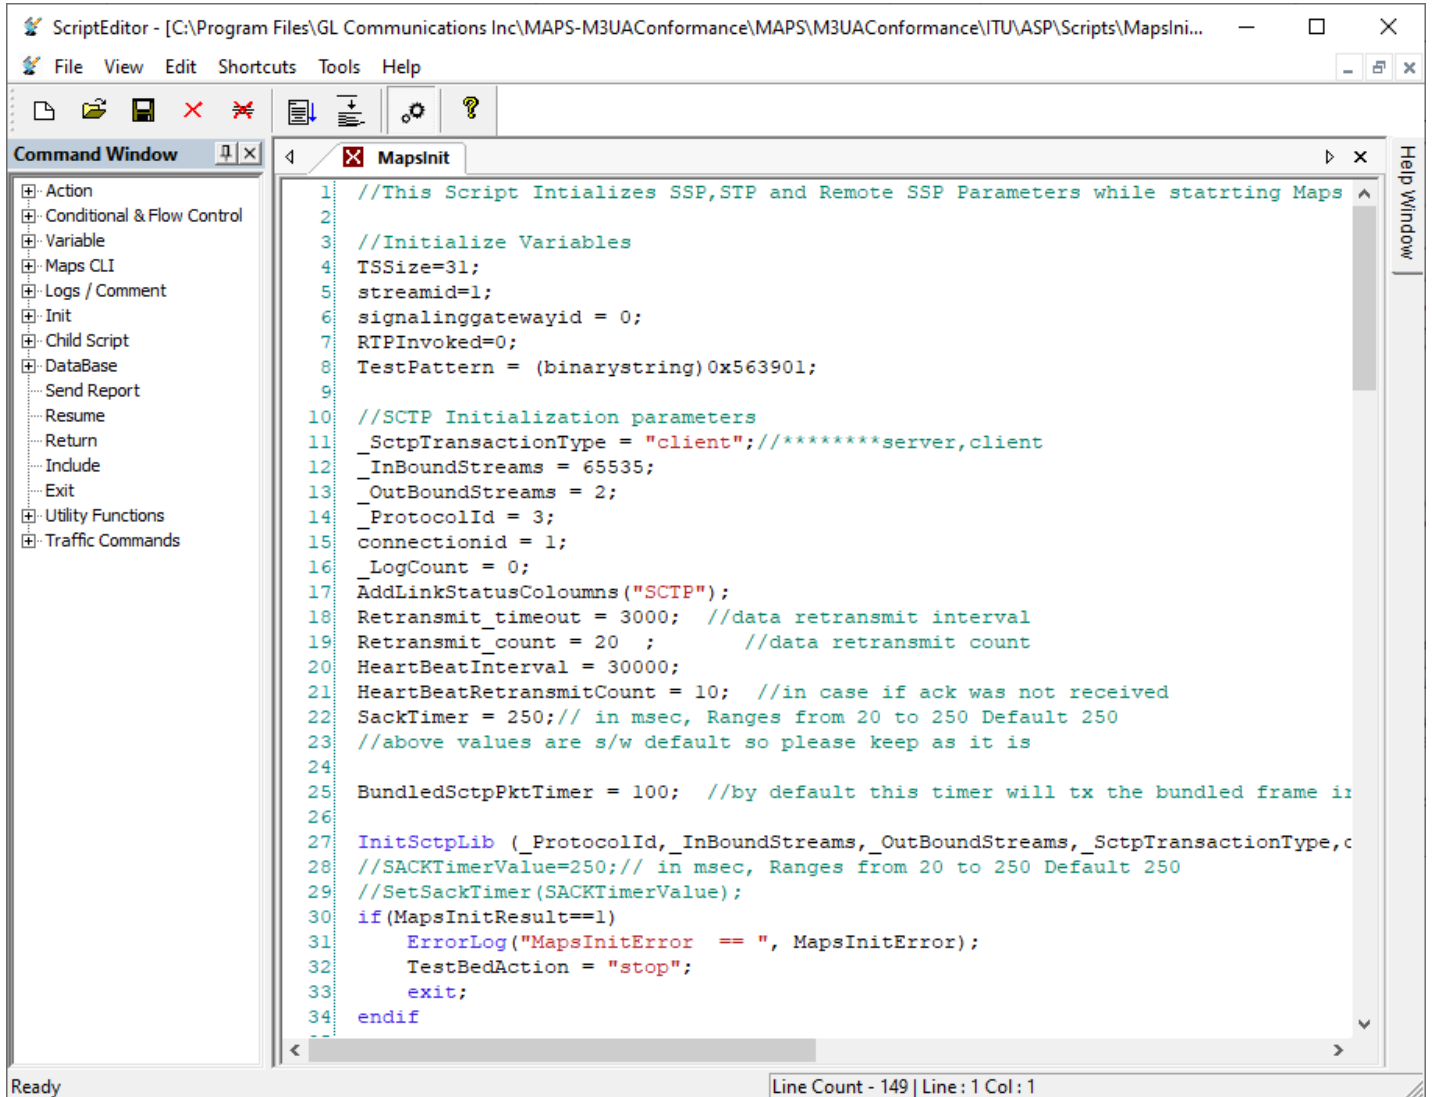 ScriptEditor - [C:\Program Files\GL Communications Inc\MAPS-M3UAConformance\MAPS\M3UAConformance\ITU\ASP\Scripts\MapsIni...
File View Edit Shortcuts Tools Help
Command Window
MapsInit
Help Window
Action
Conditional & Flow Control
Variable
Maps CLI
Logs / Comment
Init
Child Script
DataBase
Send Report
Resume
Return
Include
Exit
Utility Functions
Traffic Commands
1 //This Script Intializes SSP,STP and Remote SSP Parameters while statrting Maps
2
3 //Initialize Variables
4 TSSize=31;
5 streamid=1;
6 signalinggatewayid = 0;
7 RTPInvoked=0;
8 TestPattern = (binarystring)0x563901;
9
10 //SCTP Initialization parameters
11 _SctpTransactionType = "client";//********server,client
12 _InBoundStreams = 65535;
13 _OutBoundStreams = 2;
14 _ProtocolId = 3;
15 connectionid = 1;
16 _LogCount = 0;
17 AddLinkStatusColoumns("SCTP");
18 Retransmit_timeout = 3000; //data retransmit interval
19 Retransmit_count = 20 ; //data retransmit count
20 HeartBeatInterval = 30000;
21 HeartBeatRetransmitCount = 10; //in case if ack was not received
22 SackTimer = 250;// in msec, Ranges from 20 to 250 Default 250
23 //above values are s/w default so please keep as it is
24
25 BundledSctpPktTimer = 100; //by default this timer will tx the bundled frame
26
27 InitSctpLib (_ProtocolId,_InBoundStreams,_OutBoundStreams,_SctpTransactionType,
28 //SACKTimerValue=250;// in msec, Ranges from 20 to 250 Default 250
29 //SetSackTimer(SACKTimerValue);
30 if(MapsInitResult==1)
31 ErrorLog("MapsInitError == ", MapsInitError);
32 TestBedAction = "stop";
33 exit;
34 endif
Ready
Line Count - 149 | Line : 1 Col : 1